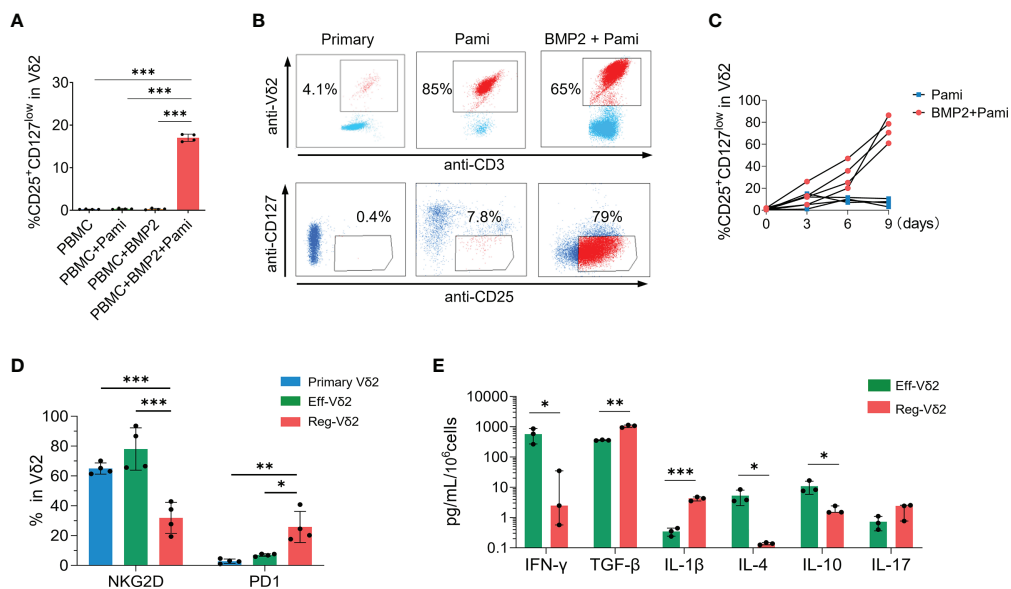 A
%CD25+CD127low in Vδ2
30
20
10
0
***
***
***
PBMC
PBMC+Pami
PBMC+BMP2
PBMC+BMP2+Pami
B
Primary
Pami
BMP2 + Pami
anti-Vδ2
4.1%
85%
65%
anti-CD3
anti-CD127
0.4%
7.8%
79%
anti-CD25
C
%CD25+CD127low in Vδ2
100
80
60
40
20
0
0 3 6 9 (days)
Pami
BMP2+Pami
D
Primary Vδ2
Eff-Vδ2
Reg-Vδ2
% in Vδ2
100
80
60
40
20
0
***
***
**
*
NKG2D PD1
E
Eff-Vδ2
Reg-Vδ2
pg/mL/10⁶cells
10000
1000
100
10
1
0.1
* ** *** * *
IFN-γ TGF-β IL-1β IL-4 IL-10 IL-17